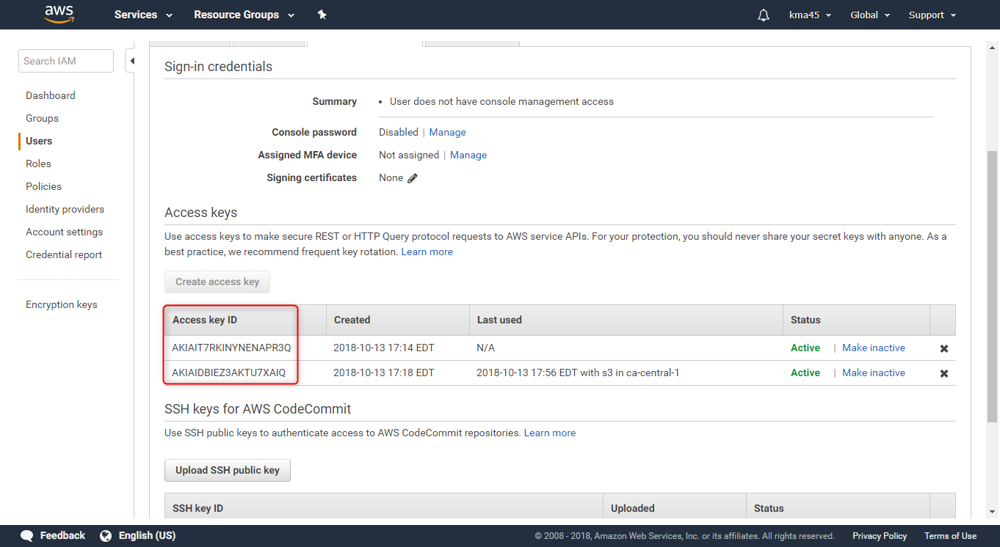 aws Services Resource Groups kma45 Global Support
Search IAM
Dashboard
Groups
Users
Roles
Policies
Identity providers
Account settings
Credential report
Encryption keys
Sign-in credentials
Summary • User does not have console management access
Console password Disabled | Manage
Assigned MFA device Not assigned | Manage
Signing certificates None
Access keys
Use access keys to make secure REST or HTTP Query protocol requests to AWS service APIs. For your protection, you should never share your secret keys with anyone. As a
best practice, we recommend frequent key rotation. Learn more
Create access key
Access key ID Created Last used Status
AKIAIT7RKINYNENAPR3Q 2018-10-13 17:14 EDT N/A Active | Make inactive
AKIAIDBIEZ3AKTU7XAIQ 2018-10-13 17:18 EDT 2018-10-13 17:56 EDT with s3 in ca-central-1 Active | Make inactive
SSH keys for AWS CodeCommit
Use SSH public keys to authenticate access to AWS CodeCommit repositories. Learn more
Upload SSH public key
SSH key ID Uploaded Status
Feedback English (US) © 2008 - 2018, Amazon Web Services, Inc. or its affiliates. All rights reserved. Privacy Policy Terms of Use